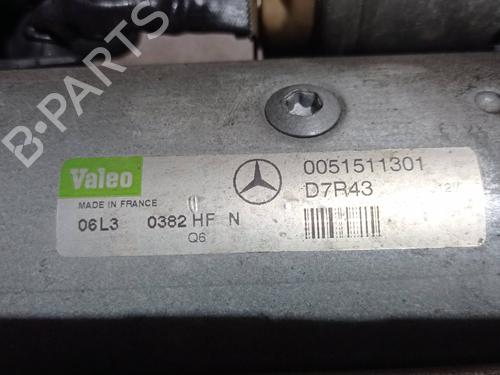 B-PARTS
Valeo
MADE IN FRANCE
06L3 0382 HF N
Q6
0051511301
D7R43